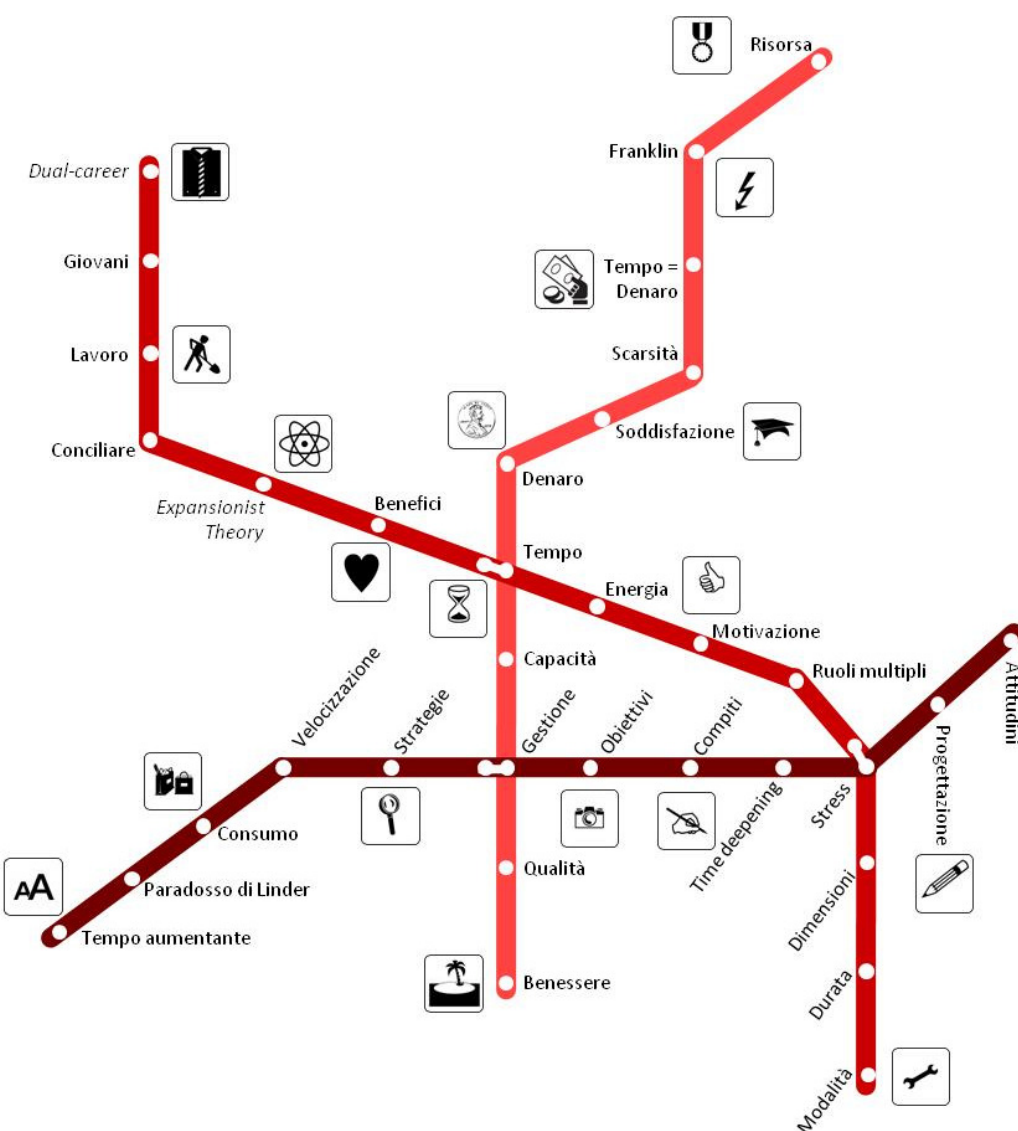 Risorsa
Franklin
Dual-career
Giovani
Tempo =
Denaro
Lavoro
Scarsità
Conciliare
Soddisfazione
Denaro
Expansionist
Theory
Benefici
Tempo
Energia
Motivazione
Capacità
Ruoli multipli
Attitudini
Velocizzazione
Strategie
Gestione
Obiettivi
Compiti
Progettazione
Time deepening
Stress
Consumo
Qualità
Paradosso di Linder
AA
Tempo aumentante
Dimensioni
Benessere
Durata
Modalità